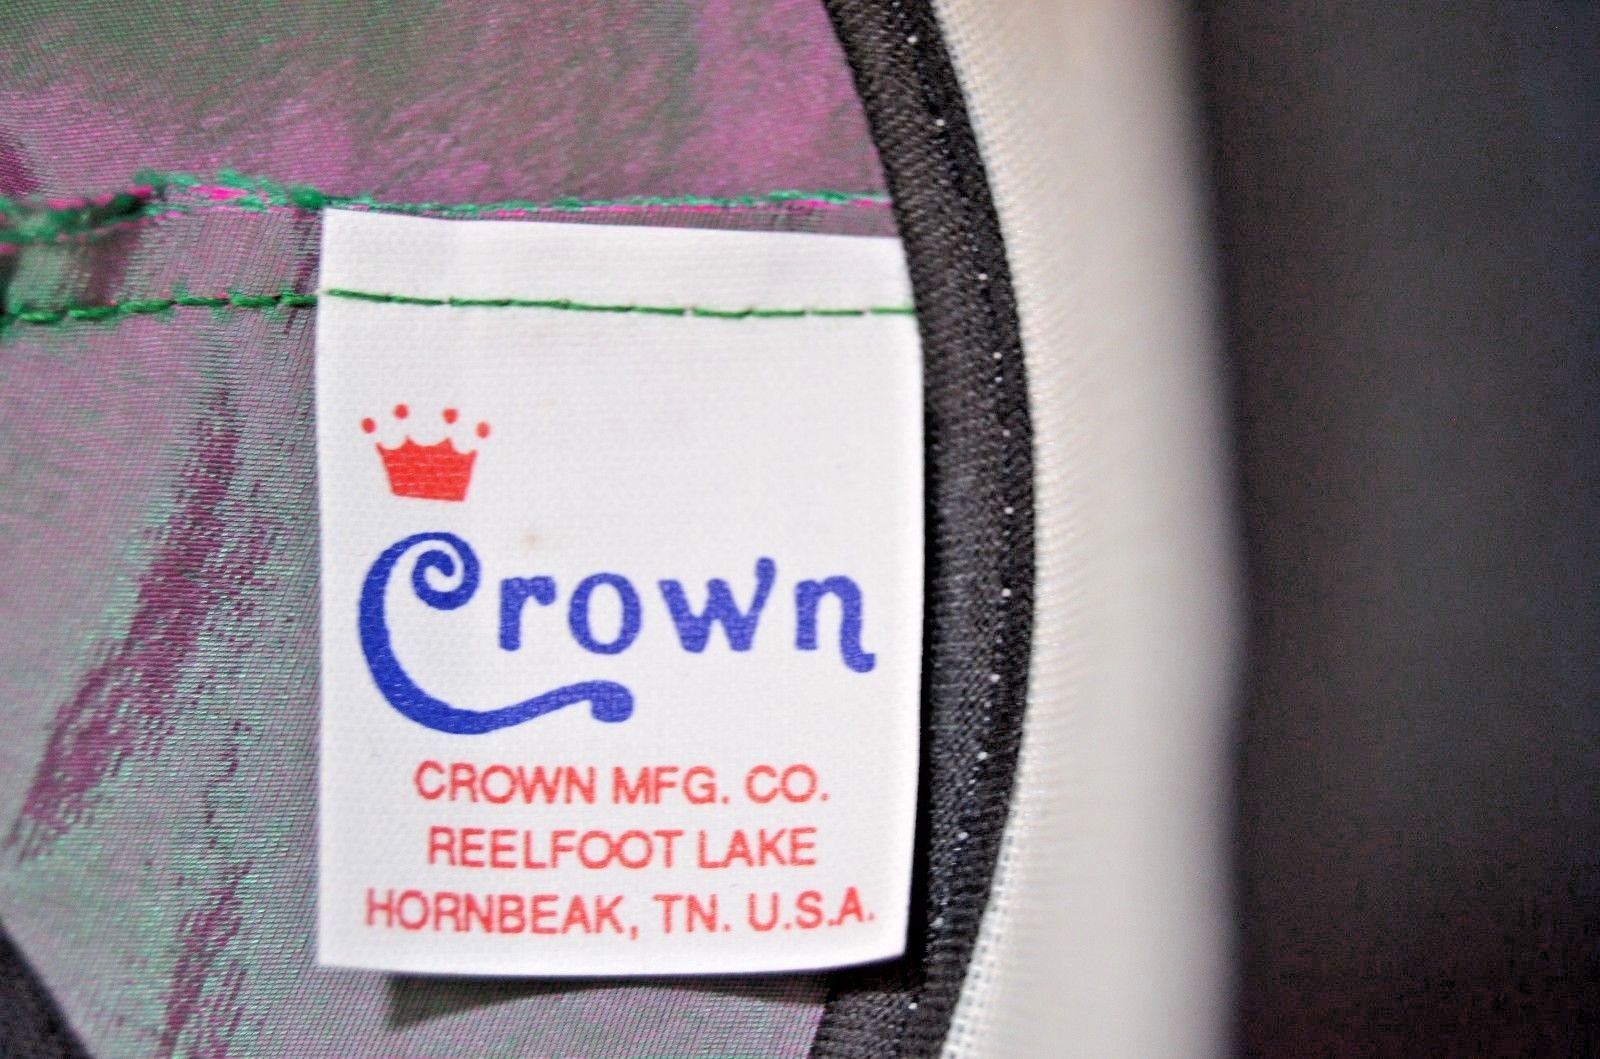 Crown
CROWN MFG. CO.
REELFOOT LAKE
HORNBEAK, TN. U.S.A.